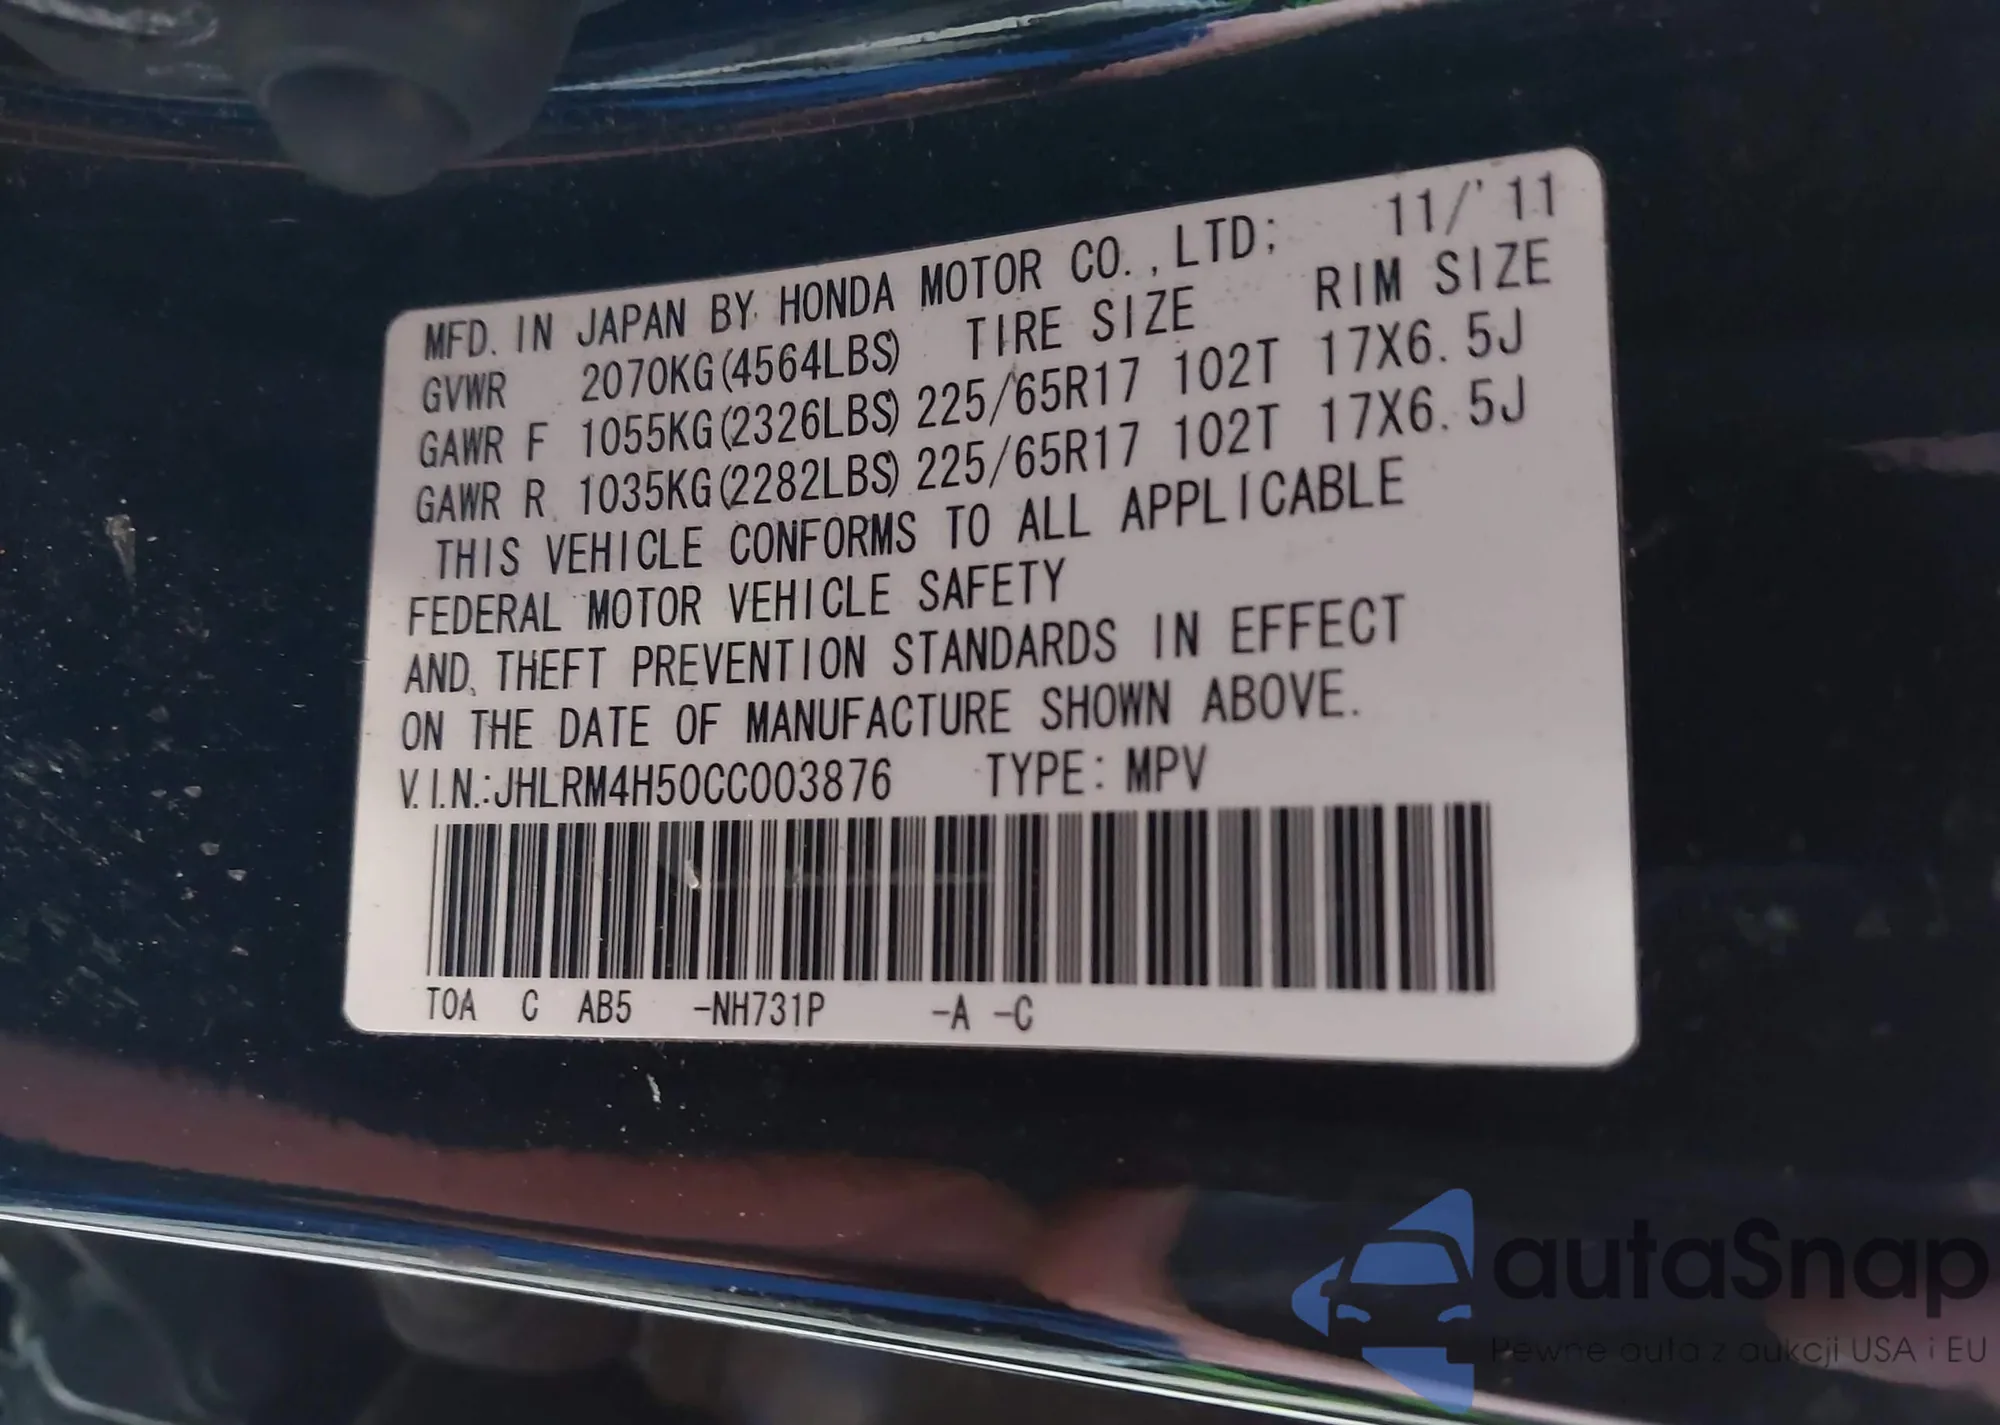 MFD. IN JAPAN BY HONDA MOTOR CO.,LTD; 11/'11
GVWR 2070KG(4564LBS) TIRE SIZE RIM SIZE
GAWR F 1055KG(2326LBS) 225/65R17 102T 17X6.5J
GAWR R 1035KG(2282LBS) 225/65R17 102T 17X6.5J
THIS VEHICLE CONFORMS TO ALL APPLICABLE
FEDERAL MOTOR VEHICLE SAFETY
AND THEFT PREVENTION STANDARDS IN EFFECT
ON THE DATE OF MANUFACTURE SHOWN ABOVE.
V.I.N.:JHLRM4H50CC003876 TYPE: MPV
T0A C AB5 -NH731P -A -C
autaSnap
Pewne auta z aukcji USA i EU